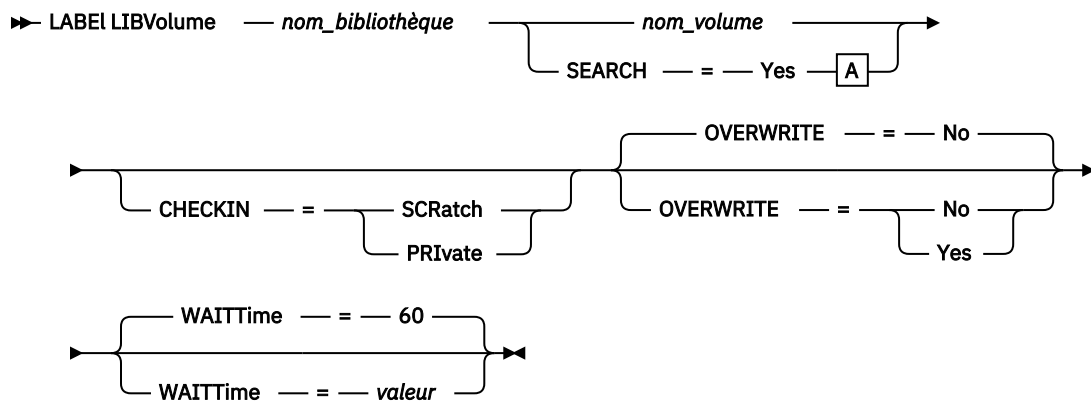 LABEl LIBVolume nom_bibliothèque nom_volume
SEARCH = Yes A
OVERWRITE = No
CHECKIN = SCRatch OVERWRITE = No
PRIvate Yes
WAITTime = 60
WAITTime = valeur